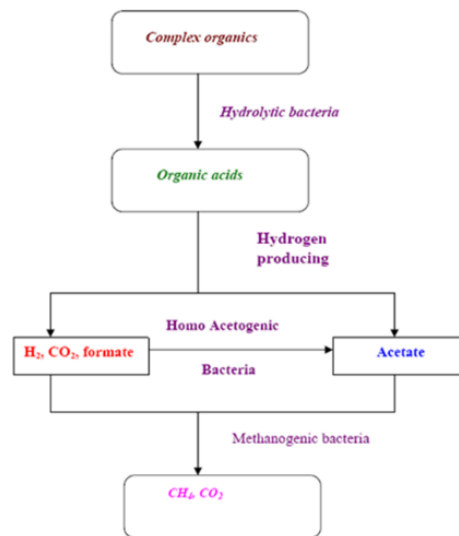 Complex organics
Hydrolytic bacteria
Organic acids
Hydrogen
producing
Homo Acetogenic
H₂, CO₂, formate
Acetate
Bacteria
Methanogenic bacteria
CH₄, CO₂